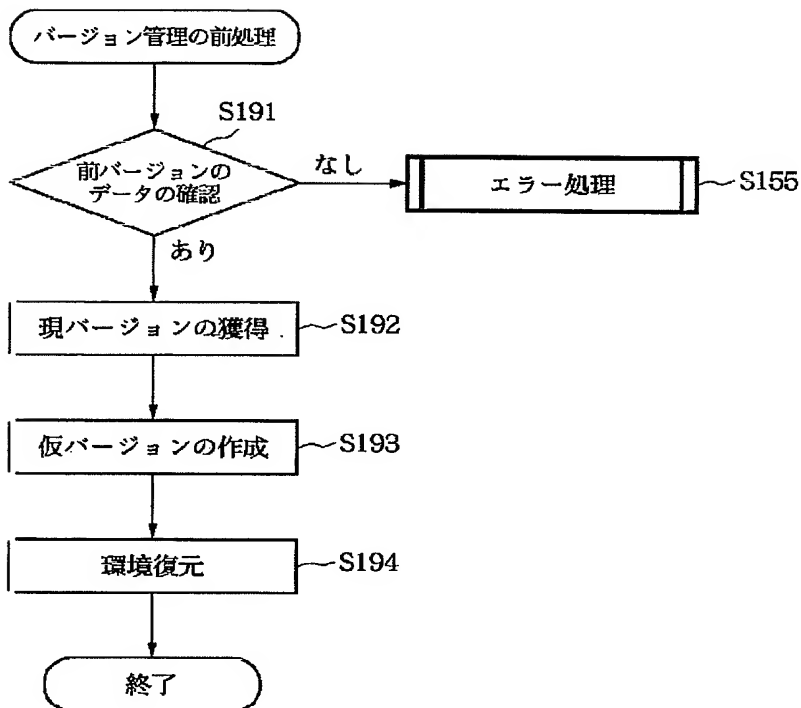 バージョン管理の前処理
S191
前バージョンの
データの確認
なし
エラー処理
S155
あり
現バージョンの獲得
S192
仮バージョンの作成
S193
環境復元
S194
終了